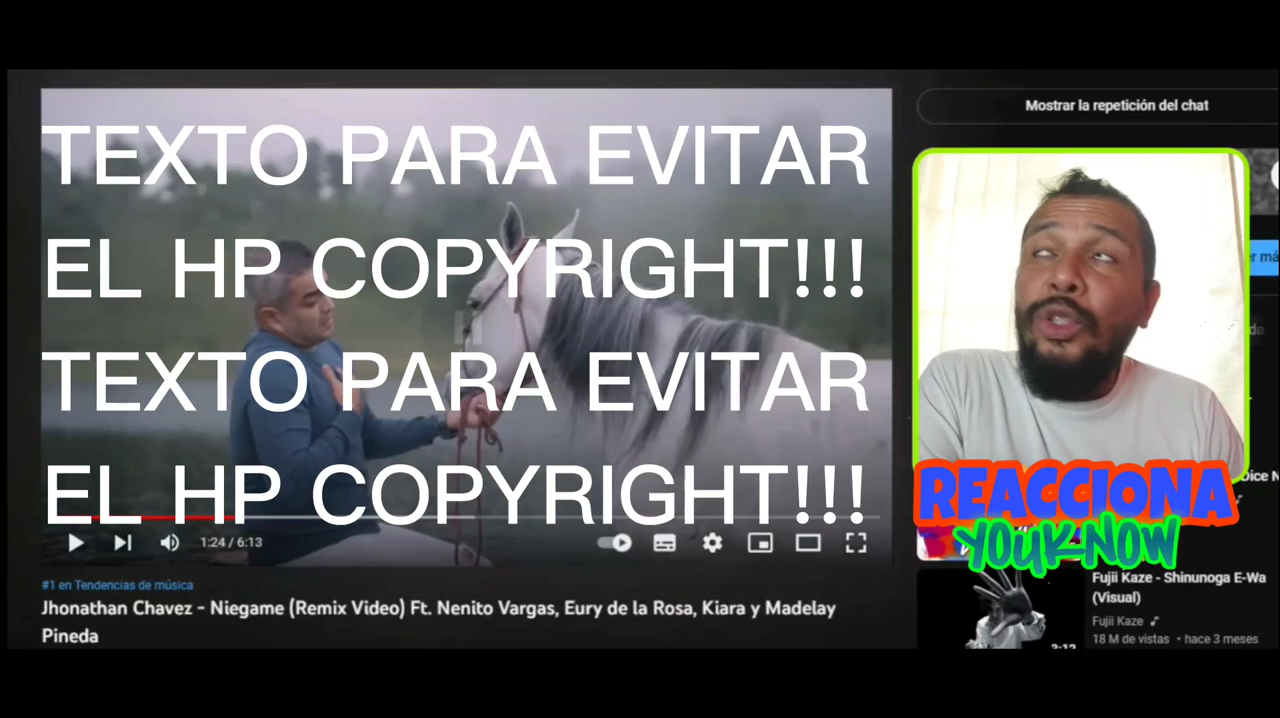 Mostrar la repetición del chat
TEXTO PARA EVITAR
EL HP COPYRIGHT!!!
TEXTO PARA EVITAR
EL HP COPYRIGHT!!!
1:24 / 6:13
#1 en Tendencias de música
Jhonathan Chavez - Niegame (Remix Video) Ft. Nenito Vargas, Eury de la Rosa, Kiara y Madelay
Pineda
REACCIONA
YOUKNOW
Fujii Kaze - Shinunoga E-Wa
(Visual)
Fujii Kaze
18 M de vistas • hace 3 meses